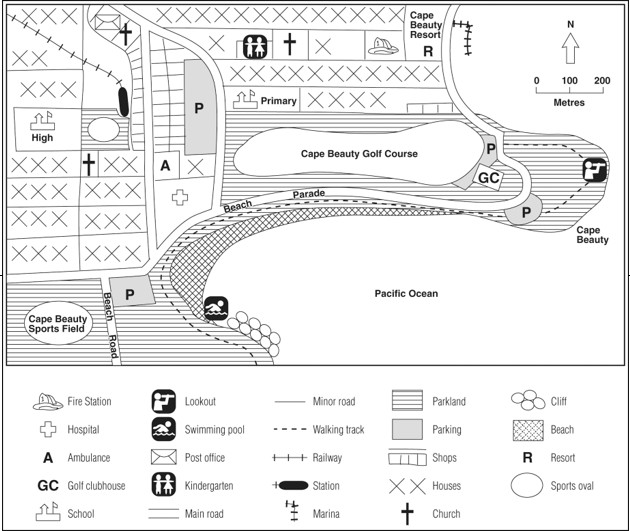 Cape
Beauty
Resort
R
N
0 100 200
Metres
P
Primary
High
A
Cape Beauty Golf Course
P
GC
Beach Parade
P
Cape
Beauty
Pacific Ocean
P
Cape Beauty
Sports Field
Beach Road
Fire Station
Lookout
Minor road
Parkland
Cliff
Hospital
Swimming pool
Walking track
Parking
Beach
A Ambulance
Post office
Railway
Shops
R Resort
GC Golf clubhouse
Kindergarten
Station
Houses
Sports oval
School
Main road
Marina
Church